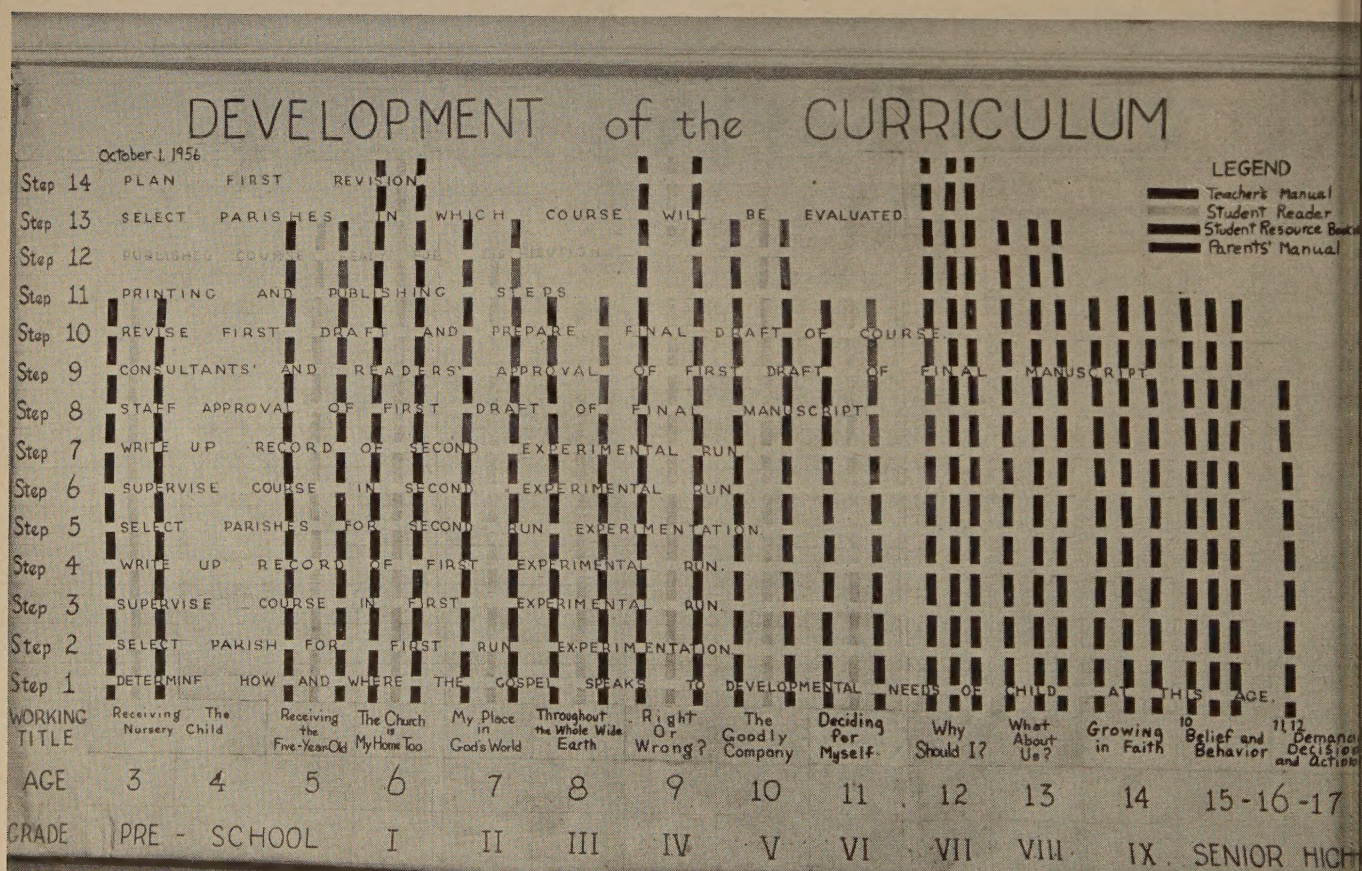 DEVELOPMENT of the CURRICULUM
October 1, 1956
LEGEND
Teacher's Manual
Student Reader
Student Resource
Parents' Manual
Step 14 PLAN FIRST REVISION
Step 13 SELECT PARISHES IN WHICH COURSE WILL BE EVALUATED
Step 12 PUBLISHED COURSE
Step 11 PRINTING AND PUBLISHING STEPS
Step 10 REVISE FIRST DRAFT AND PREPARE FINAL DRAFT OF COURSE.
Step 9 CONSULTANTS' AND READERS' APPROVAL OF FIRST DRAFT OF FINAL MANUSCRIPT
Step 8 STAFF APPROVAL OF FIRST DRAFT OF FINAL MANUSCRIPT
Step 7 WRITE UP RECORD OF SECOND EXPERIMENTAL RUN
Step 6 SUPERVISE COURSE IN SECOND EXPERIMENTAL RUN
Step 5 SELECT PARISHES FOR SECOND RUN EXPERIMENTATION
Step 4 WRITE UP RECORD OF FIRST EXPERIMENTAL RUN.
Step 3 SUPERVISE COURSE IN FIRST EXPERIMENTAL RUN.
Step 2 SELECT PARISH FOR FIRST RUN EXPERIMENTATION
Step 1 DETERMINE HOW AND WHERE THE GOSPEL SPEAKS TO DEVELOPMENTAL NEEDS OF CHILD AT THIS AGE.
WORKING TITLE
Receiving The
Nursery Child
Receiving
the
Five-Year-Old
The Church
is
My Home Too
My Place
in
God's World
Throughout
the Whole Wide
Earth
Right
Or
Wrong?
The
Goodly
Company
Deciding
for
Myself
Why
Should I?
What
About
Us?
Growing
in Faith
10
Belief and
Behavior
11, 12
Demand
Decision
and Action
AGE 3 4 5 6 7 8 9 10 11 12 13 14 15-16-17
GRADE PRE-SCHOOL I II III IV V VI VII VIII IX SENIOR HIGH